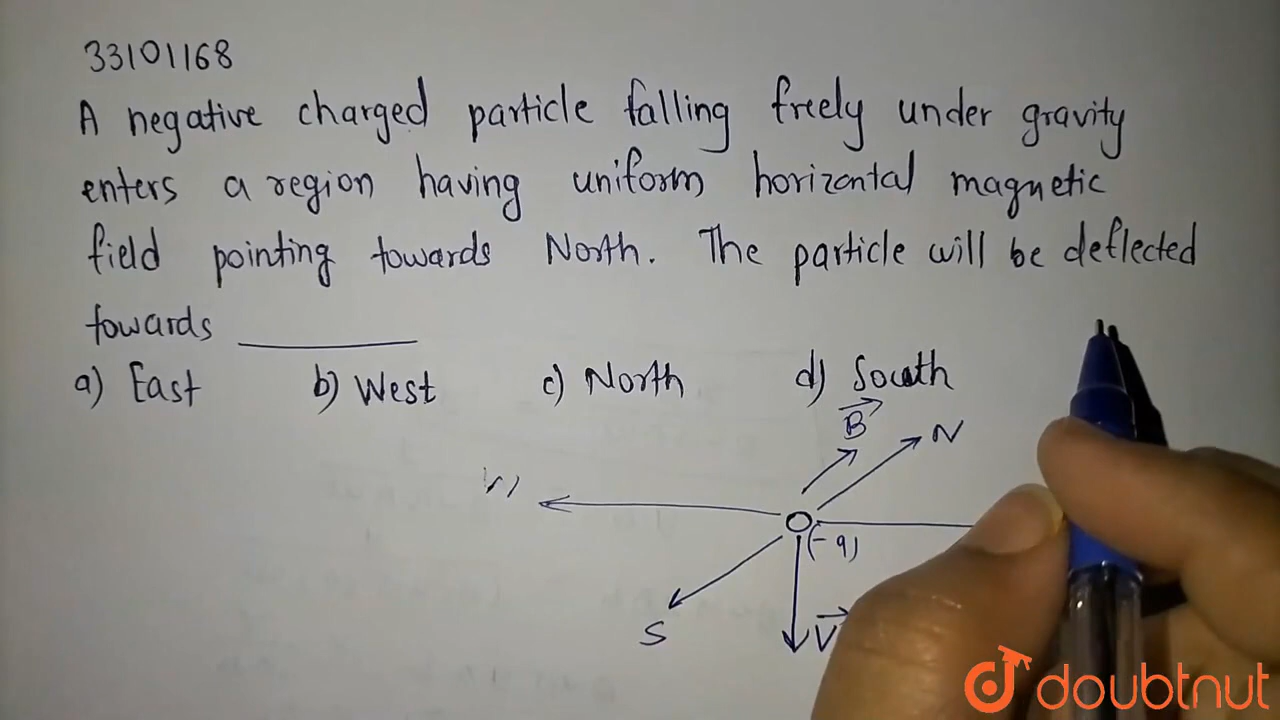 33101168
A negative charged particle falling freely under gravity
enters a region having uniform horizontal magnetic
field pointing towards North. The particle will be deflected
towards ________
a) East b) West c) North d) South
B
N
(-q)
S
V
doubtnut